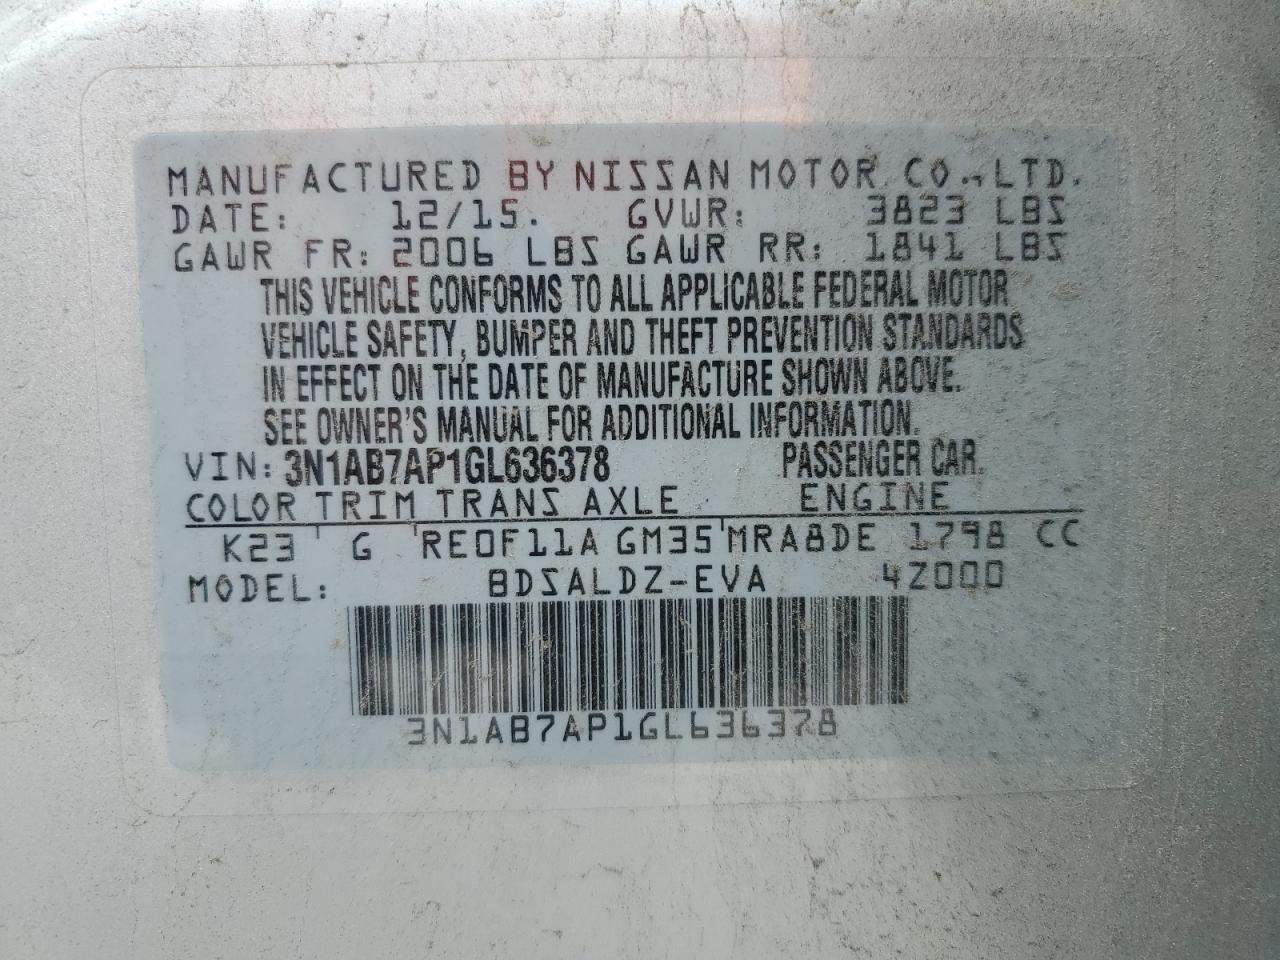 MANUFACTURED BY NISSAN MOTOR CO.,LTD.
DATE: 12/15. GVWR: 3823 LBS
GAWR FR: 2006 LBS GAWR RR: 1841 LBS
THIS VEHICLE CONFORMS TO ALL APPLICABLE FEDERAL MOTOR
VEHICLE SAFETY, BUMPER AND THEFT PREVENTION STANDARDS
IN EFFECT ON THE DATE OF MANUFACTURE SHOWN ABOVE.
SEE OWNER'S MANUAL FOR ADDITIONAL INFORMATION.
VIN: 3N1AB7AP1GL636378 PASSENGER CAR.
COLOR TRIM TRANS AXLE ENGINE
K23 G RE0F11A GM35 MRA8DE 1798 CC
MODEL: BDSALDZ-EVA 4Z000
3N1AB7AP1GL636378